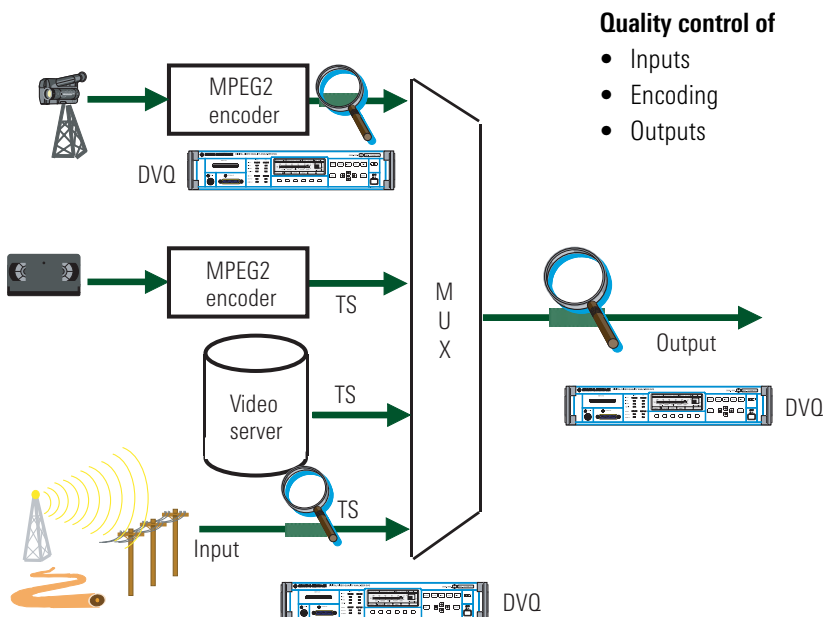 Quality control of
• Inputs
• Encoding
• Outputs
MPEG2
encoder
DVQ
MPEG2
encoder
TS
M
U
X
Output
Video
server
TS
DVQ
TS
Input
DVQ